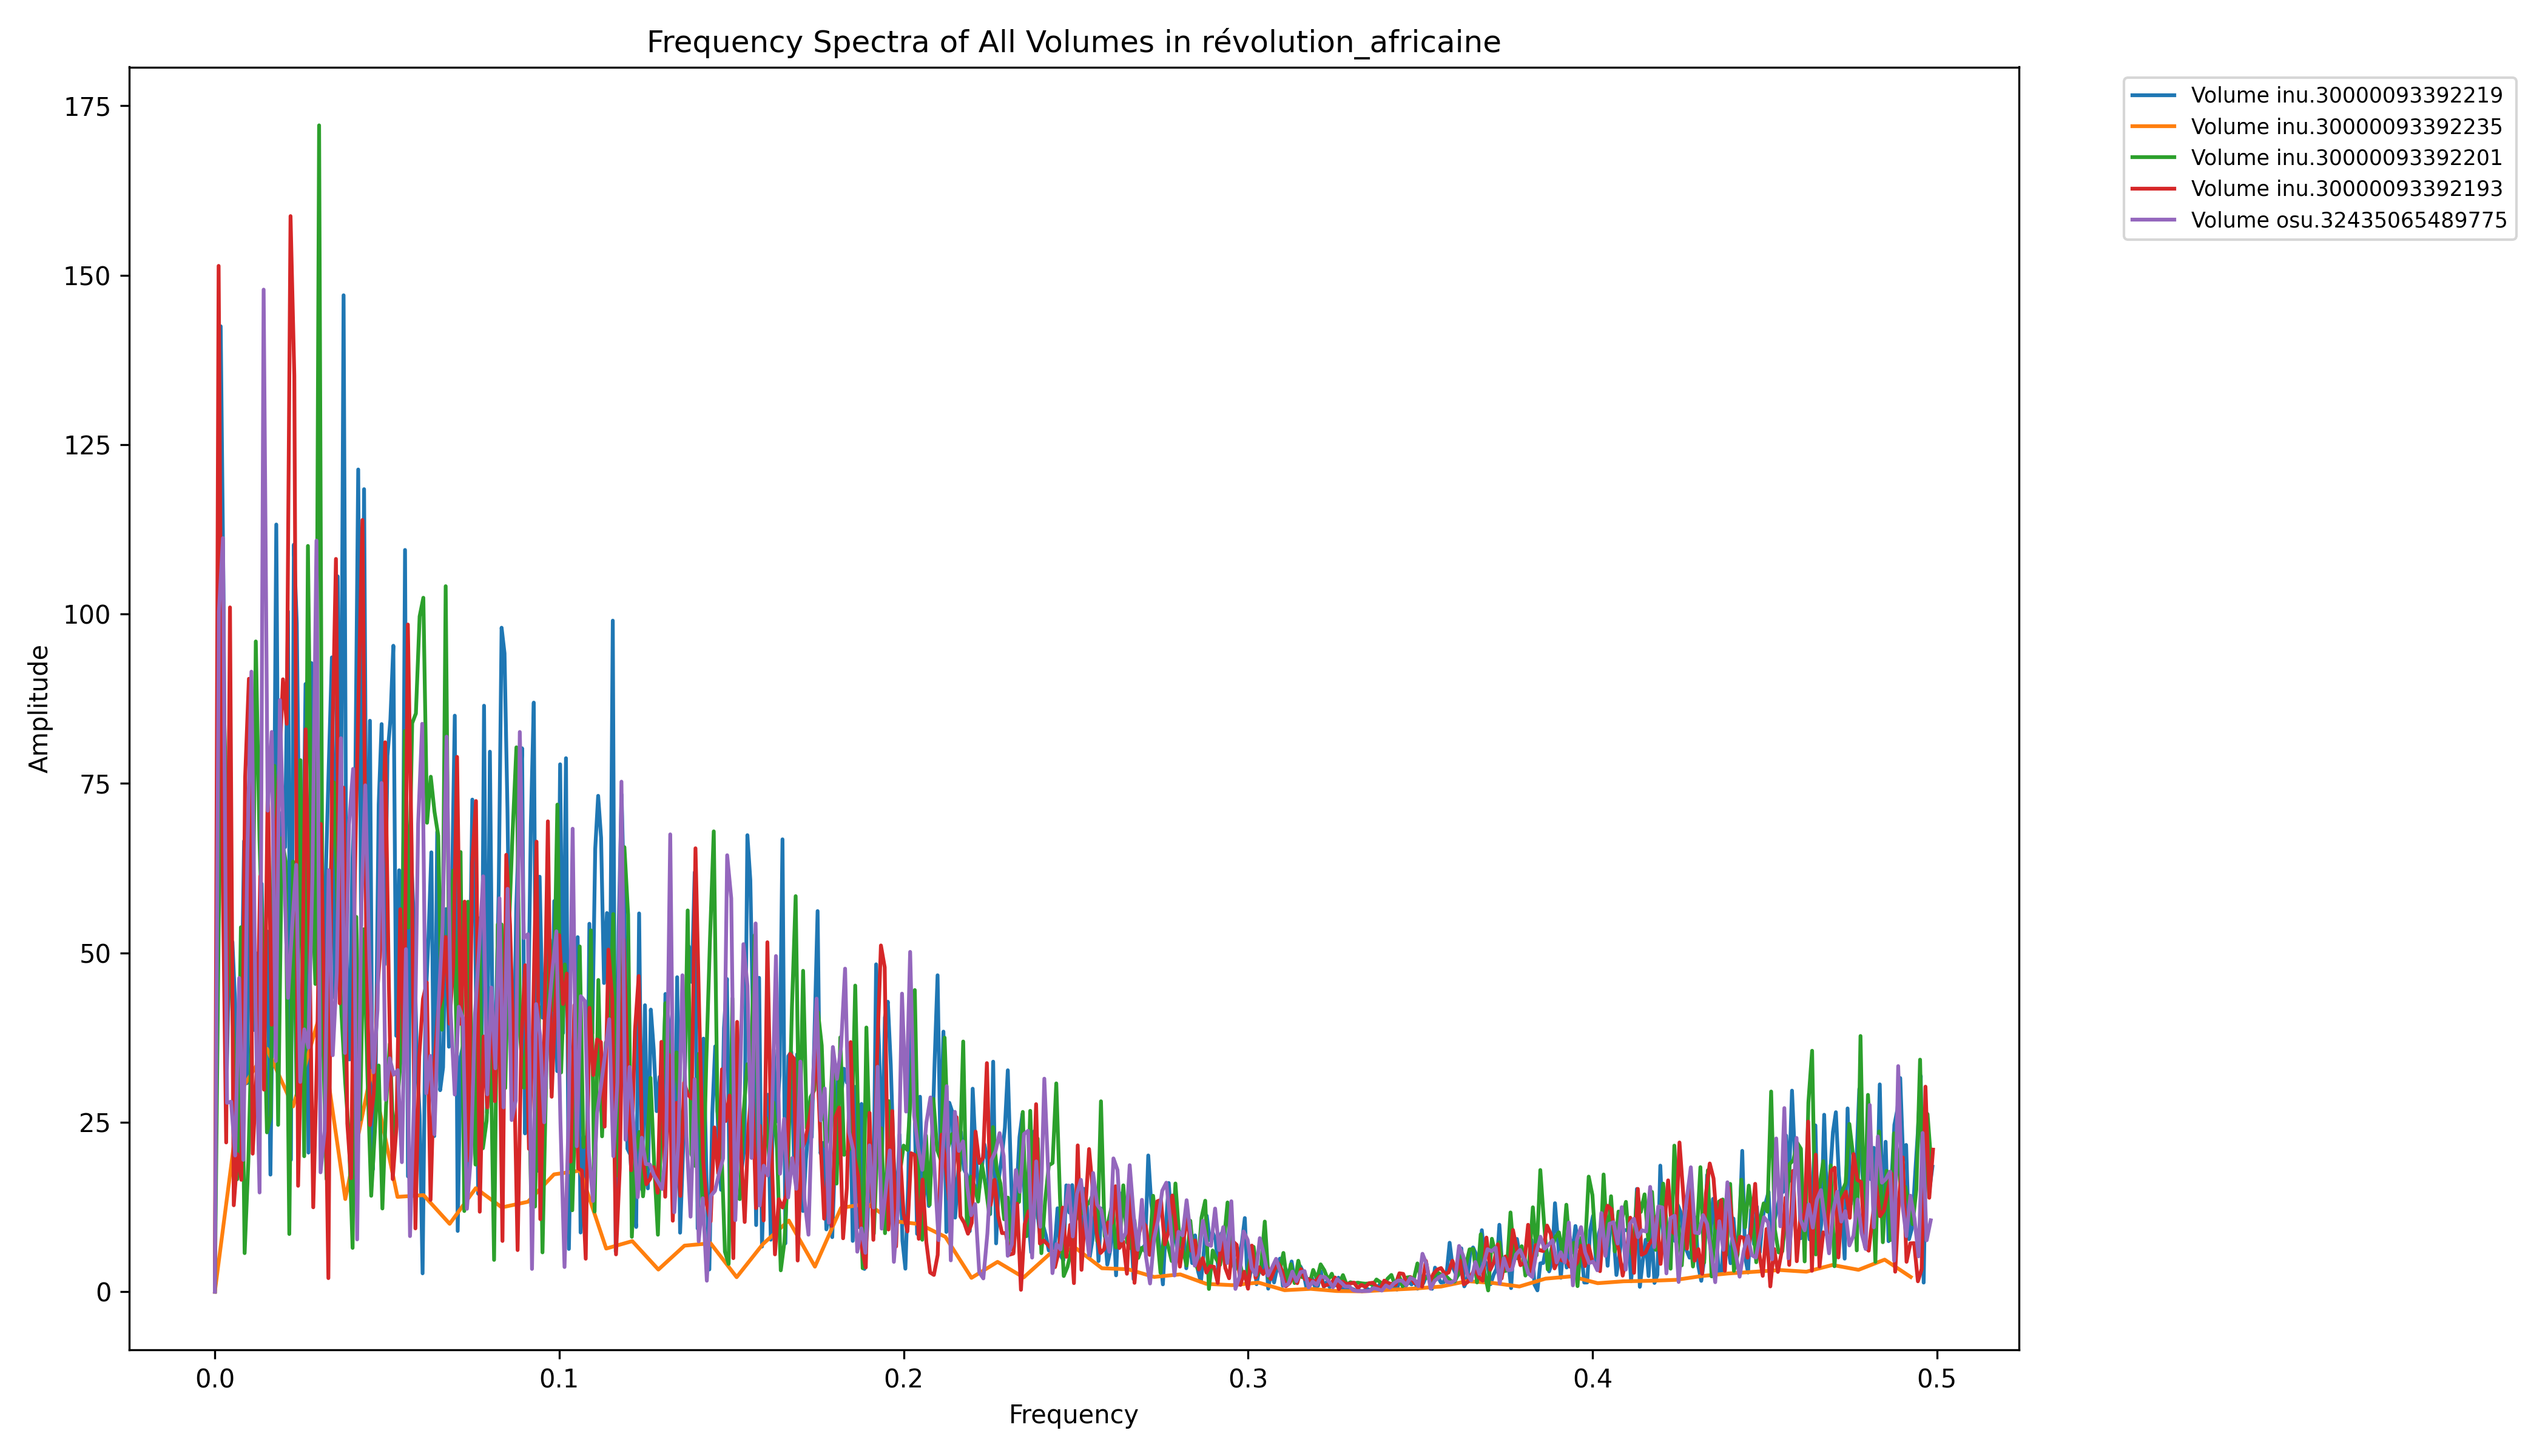 Frequency Spectra of All Volumes in révolution_africaine
175
150
125
100
75
50
25
0
Amplitude
0.0 0.1 0.2 0.3 0.4 0.5
Frequency
Volume inu.30000093392219
Volume inu.30000093392235
Volume inu.30000093392201
Volume inu.30000093392193
Volume osu.32435065489775